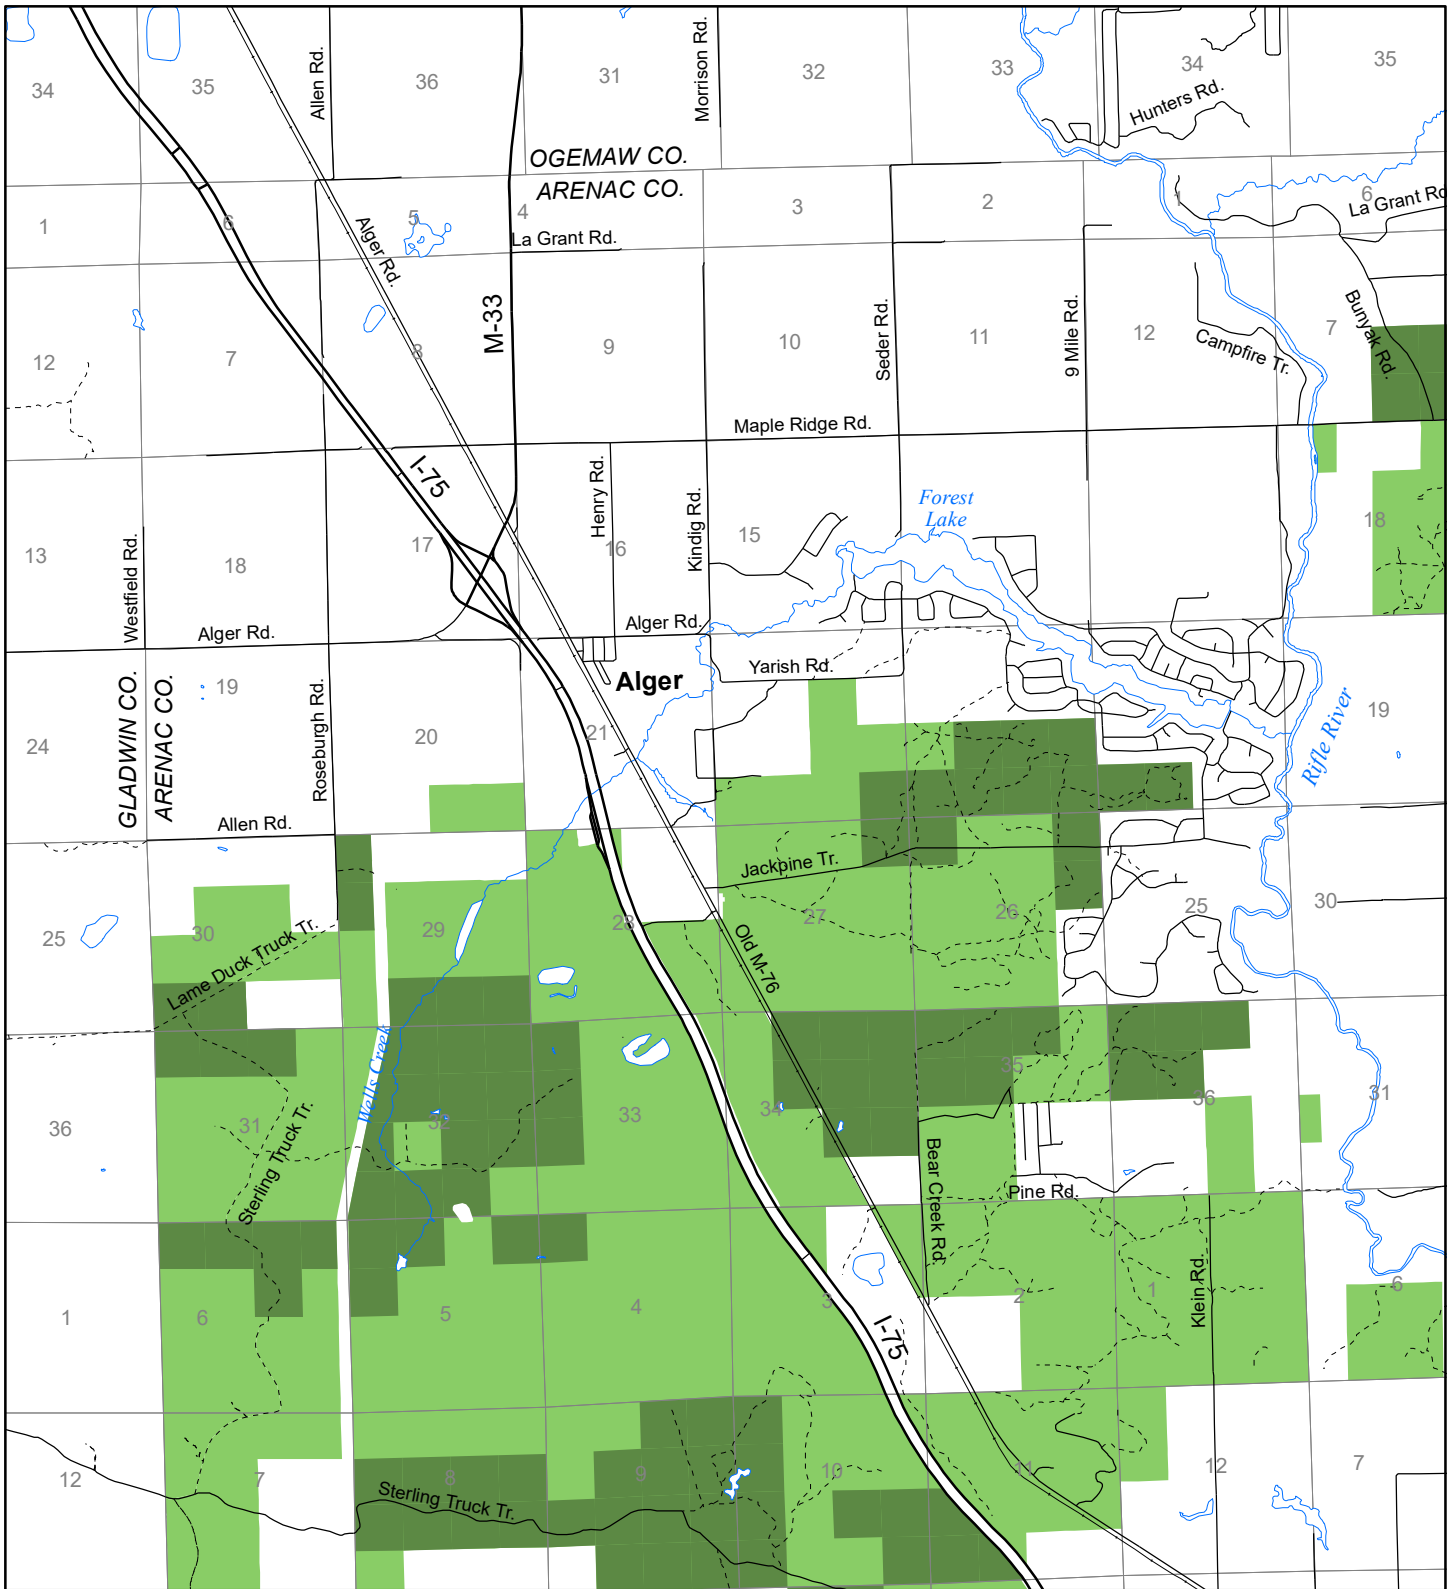 34
35
Allen Rd.
36
31
Morrison Rd.
32
33
34
Hunters Rd.
35
OGEMAW CO.
ARENAC CO.
1
6
Alger Rd.
5
4
La Grant Rd.
3
2
1
6
La Grant Rd
12
7
8
M-33
9
10
Seder Rd.
11
9 Mile Rd.
12
Campfire Tr.
7
Bunyak Rd.
Maple Ridge Rd.
I-75
13
Westfield Rd.
18
17
Henry Rd.
16
Kindig Rd.
15
Forest
Lake
18
Alger Rd.
Alger Rd.
Alger
Yarish Rd.
GLADWIN CO.
ARENAC CO.
19
Roseburgh Rd.
24
20
21
Rifle River
19
Allen Rd.
Jackpine Tr.
25
30
Lame Duck Truck Tr.
29
28
Old M-76
27
26
25
30
Wells Creek
36
31
Sterling Truck Tr.
32
33
34
35
36
31
Bear Creek Rd.
Pine Rd.
Klein Rd.
1
6
5
4
3
I-75
2
1
6
12
7
8
Sterling Truck Tr.
9
10
11
12
7